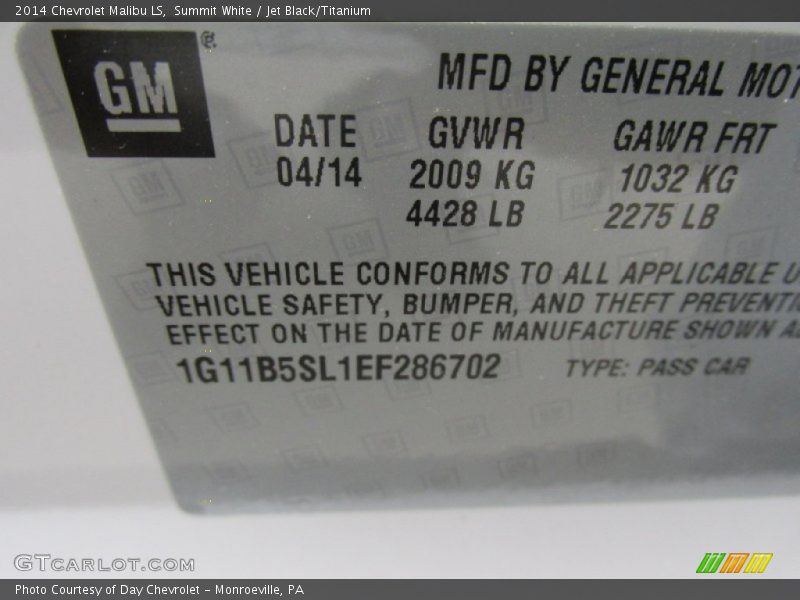 2014 Chevrolet Malibu LS, Summit White / Jet Black/Titanium
GM®
MFD BY GENERAL
DATE GVWR GAWR FRT
04/14 2009 KG 1032 KG
4428 LB 2275 LB
THIS VEHICLE CONFORMS TO ALL APPLICABLE
VEHICLE SAFETY, BUMPER, AND THEFT
EFFECT ON THE DATE OF MANUFACTURE SHOWN
1G11B5SL1EF286702 TYPE: PASS CAR
GTCARLOT.COM
Photo Courtesy of Day Chevrolet – Monroeville, PA